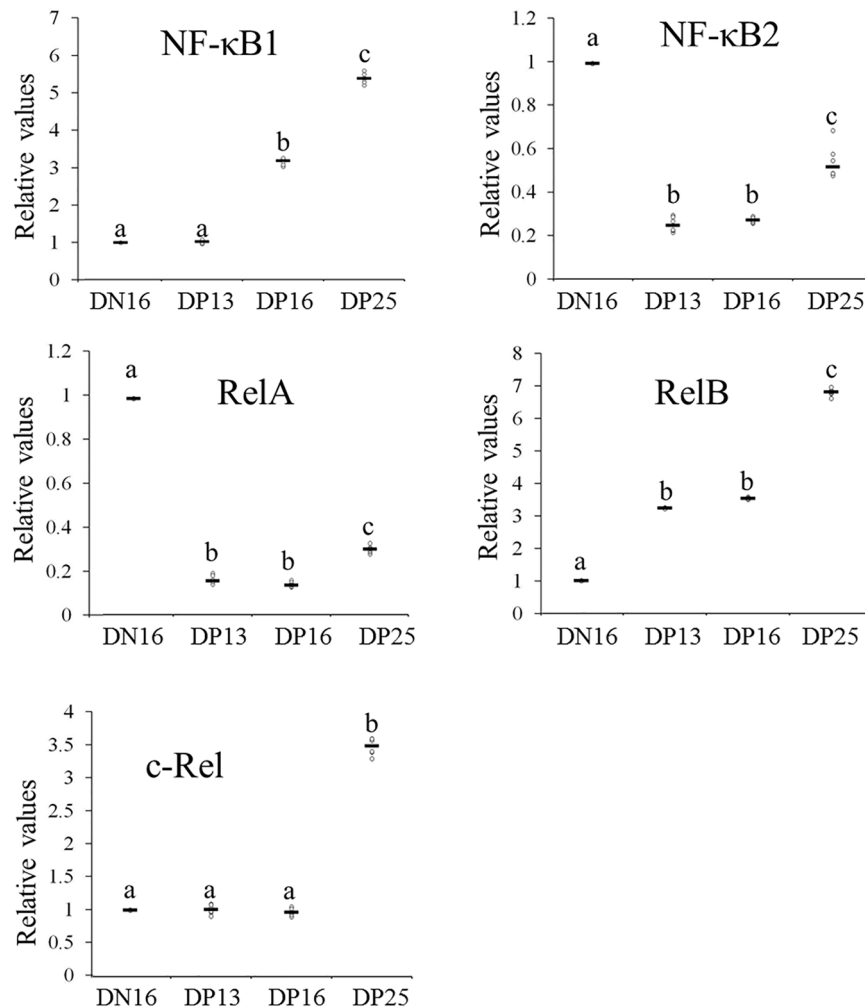 NF-κB1
Relative values
7
6
5
4
3
2
1
0
a
a
b
c
DN16 DP13 DP16 DP25
NF-κB2
Relative values
1.2
1
0.8
0.6
0.4
0.2
0
a
b
b
c
DN16 DP13 DP16 DP25
RelA
Relative values
1.2
1
0.8
0.6
0.4
0.2
0
a
b
b
c
DN16 DP13 DP16 DP25
RelB
Relative values
8
7
6
5
4
3
2
1
0
a
b
b
c
DN16 DP13 DP16 DP25
c-Rel
Relative values
4
3.5
3
2.5
2
1.5
1
0.5
0
a
a
a
b
DN16 DP13 DP16 DP25